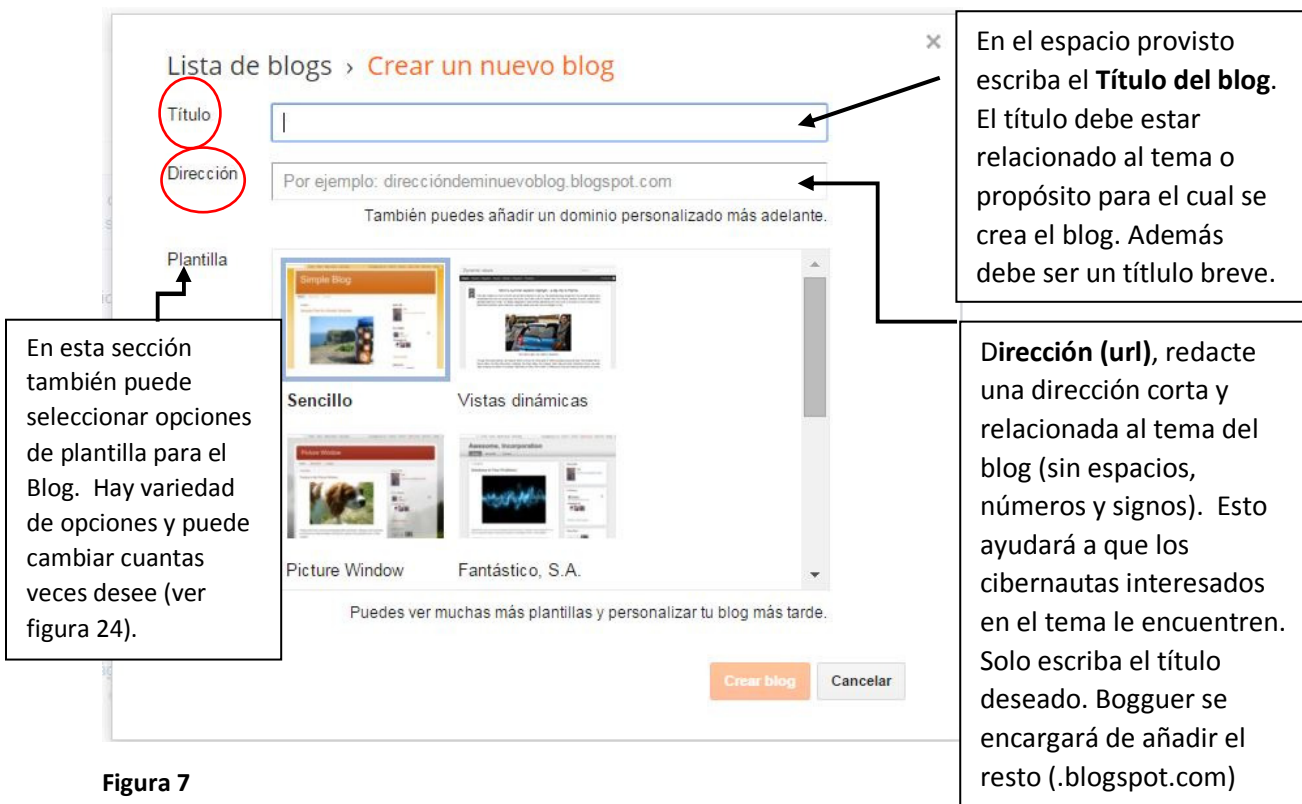 Lista de blogs › Crear un nuevo blog
×
Título
Dirección
Por ejemplo: direccióndeminuevoblog.blogspot.com
También puedes añadir un dominio personalizado más adelante.
Plantilla
Simple Blog
Sencillo
Vistas dinámicas
Picture Window
Awesome, Incorporation
Picture Window
Fantástico, S.A.
Puedes ver muchas más plantillas y personalizar tu blog más tarde.
Crear blog
Cancelar
En esta sección
también puede
seleccionar opciones
de plantilla para el
Blog. Hay variedad
de opciones y puede
cambiar cuantas
veces desee (ver
figura 24).
En el espacio provisto
escriba el Título del blog.
El título debe estar
relacionado al tema o
propósito para el cual se
crea el blog. Además
debe ser un títlulo breve.
Dirección (url), redacte
una dirección corta y
relacionada al tema del
blog (sin espacios,
números y signos). Esto
ayudará a que los
cibernautas interesados
en el tema le encuentren.
Solo escriba el título
deseado. Bogguer se
encargará de añadir el
resto (.blogspot.com)
Figura 7